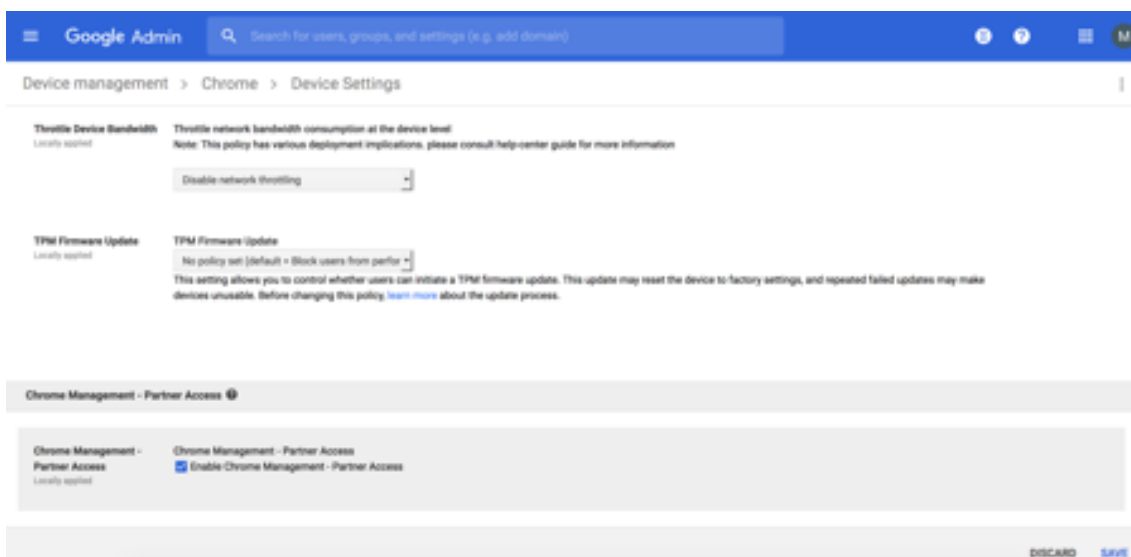 Google Admin
Search for users, groups, and settings (e.g. add domain)
M
Device management > Chrome > Device Settings
Throttle Device Bandwidth
Locally applied
Throttle network bandwidth consumption at the device level
Note: This policy has various deployment implications, please consult help-center guide for more information
Disable network throttling
TPM Firmware Update
Locally applied
TPM Firmware Update
No policy set (default = Block users from perfor
This setting allows you to control whether users can initiate a TPM firmware update. This update may reset the device to factory settings, and repeated failed updates may make
devices unusable. Before changing this policy, learn more about the update process.
Chrome Management - Partner Access
Chrome Management -
Partner Access
Locally applied
Chrome Management - Partner Access
Enable Chrome Management - Partner Access
DISCARD SAVE